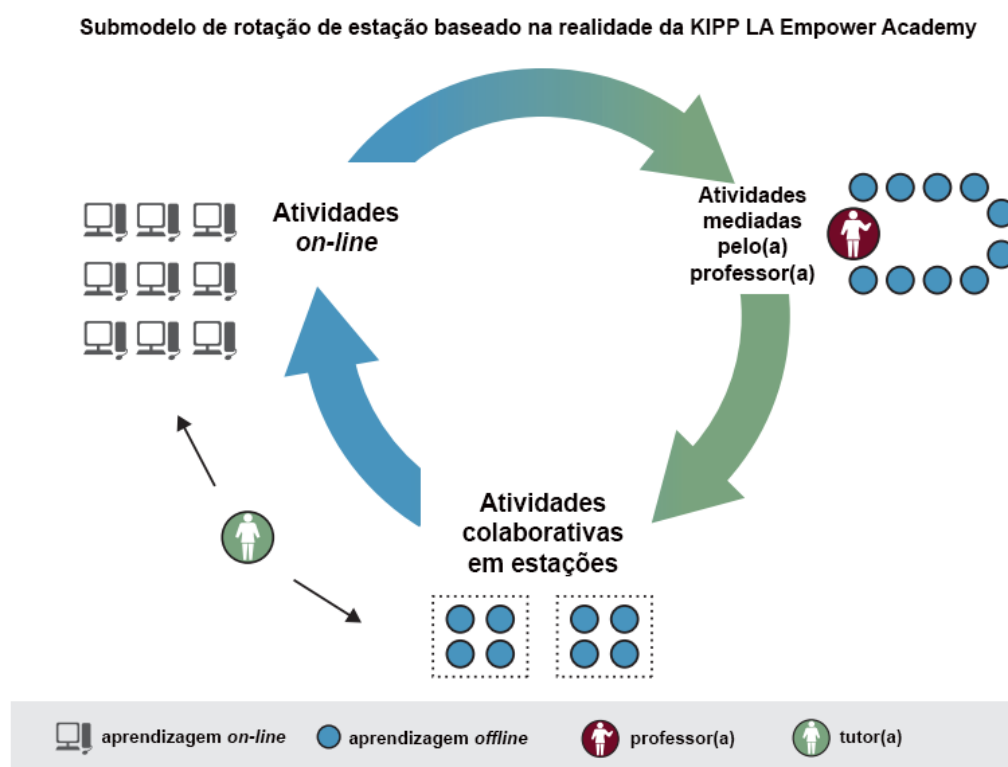 Submodelo de rotação de estação baseado na realidade da KIPP LA Empower Academy
Atividades
on-line
Atividades
mediadas
pelo(a)
professor(a)
Atividades
colaborativas
em estações
aprendizagem on-line
aprendizagem offline
professor(a)
tutor(a)